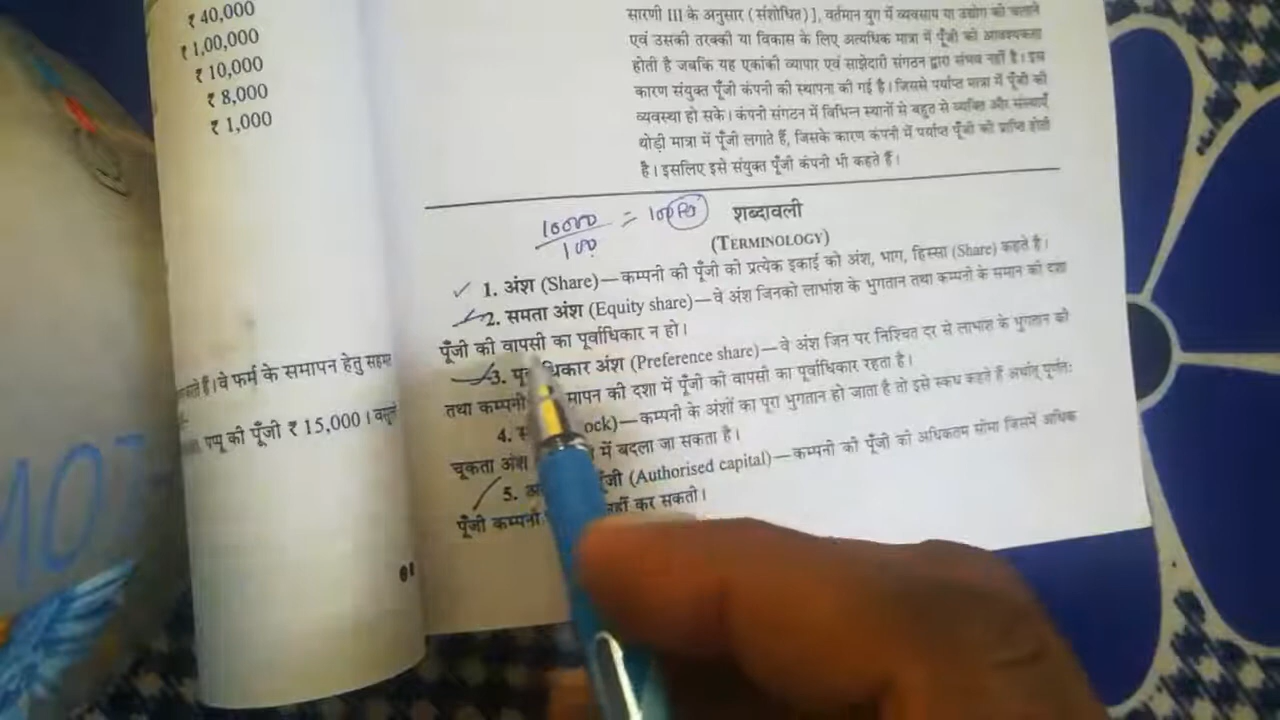 ₹ 40,000
₹ 1,00,000
₹ 10,000
₹ 8,000
₹ 1,000
हैं। वे फर्म के समापन हेतु सहमत
पप्पू की पूँजी ₹ 15,000।
सारणी III के अनुसार (संशोधित)], वर्तमान युग में व्यवसाय या उद्योग को चलाने
एवं उसकी तरक्की या विकास के लिए अत्यधिक मात्रा में पूँजी की आवश्यकता
होती है जबकि यह एकाकी व्यापार एवं साझेदारी संगठन द्वारा संभव नहीं है। इस
कारण संयुक्त पूँजी कंपनी की स्थापना की गई है। जिससे पर्याप्त मात्रा में पूँजी की
व्यवस्था हो सके। कंपनी संगठन में विभिन्न स्थानों से बहुत से व्यक्ति और संस्थाएँ
थोड़ी मात्रा में पूँजी लगाते हैं, जिसके कारण कंपनी में पर्याप्त पूँजी की प्राप्ति होती
है। इसलिए इसे संयुक्त पूँजी कंपनी भी कहते हैं।
10000
100
= 100
शब्दावली
(TERMINOLOGY)
1. अंश (Share)—कम्पनी की पूँजी को प्रत्येक इकाई को अंश, भाग, हिस्सा (Share) कहते हैं।
2. समता अंश (Equity share)—वे अंश जिनको लाभांश के भुगतान तथा कम्पनी के समान की दशा
पूँजी की वापसी का पूर्वाधिकार न हो।
3. धिकार अंश (Preference share)—वे अंश जिन पर निश्चित दर से लाभांश के भुगतान को
तथा कम्पनी मापन की दशा में पूँजी की वापसी का पूर्वाधिकार रहता है।
4. ock)—कम्पनी के अंशों का पूरा भुगतान हो जाता है तो इसे स्कंध कहते हैं अर्थात् पूर्णतः
चूकता अंश में बदला जा सकता है।
5. जी (Authorised capital)—कम्पनी की पूँजी की अधिकतम सीमा जिसमें अधिक
पूँजी कम्पनी नहीं कर सकती।